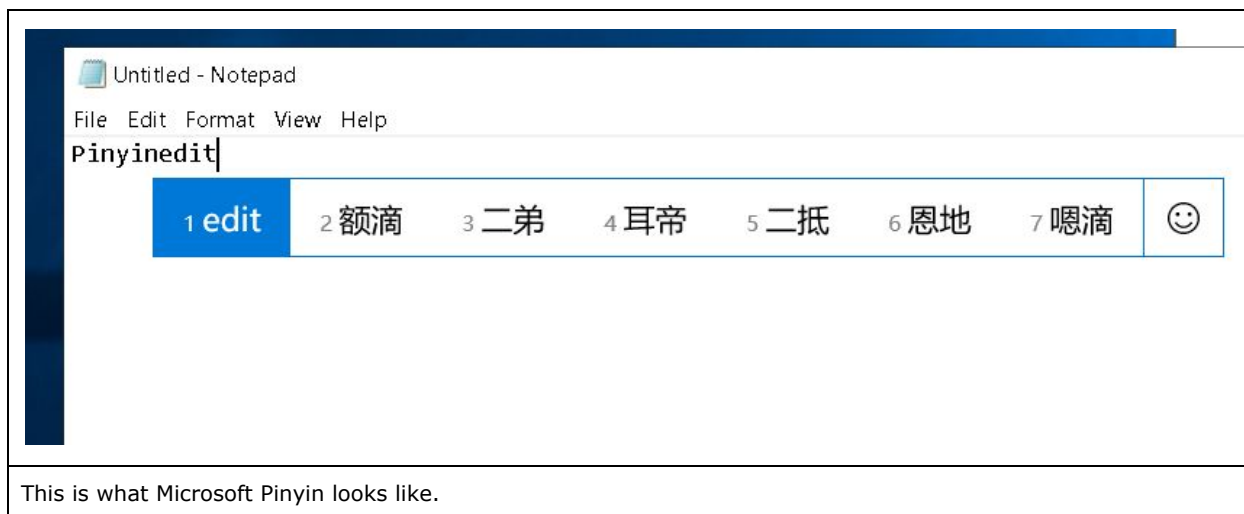 Untitled - Notepad
File Edit Format View Help
Pinyinedit
1 edit 2 额滴 3 二弟 4 耳帝 5 二抵 6 恩地 7 嗯滴
This is what Microsoft Pinyin looks like.